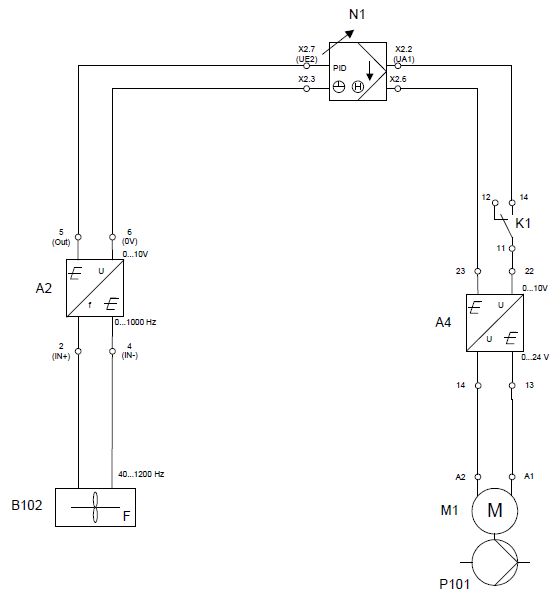 N1
X2.7
(UE2)
X2.2
(UA1)
PID
X2.3
H
X2.6
12
14
K1
11
5
(Out)
6
(0V)
0...10V
A2
U
f
0...1000 Hz
2
(IN+)
4
(IN-)
23
22
0...10V
A4
U
U
0...24 V
14
13
40...1200 Hz
A2
A1
B102
F
M1
M
P101